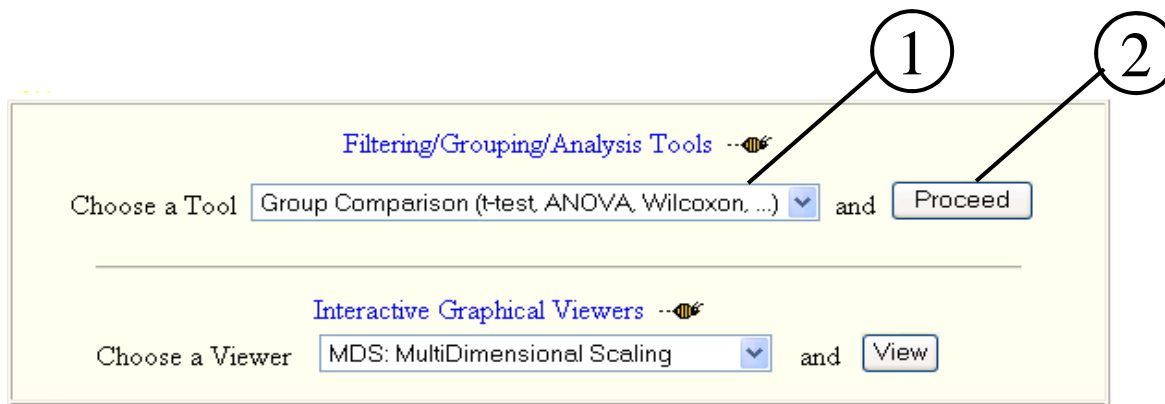 1 2
Filtering/Grouping/Analysis Tools
Choose a Tool Group Comparison (t-test, ANOVA, Wilcoxon, ...) and Proceed
Interactive Graphical Viewers
Choose a Viewer MDS: MultiDimensional Scaling and View